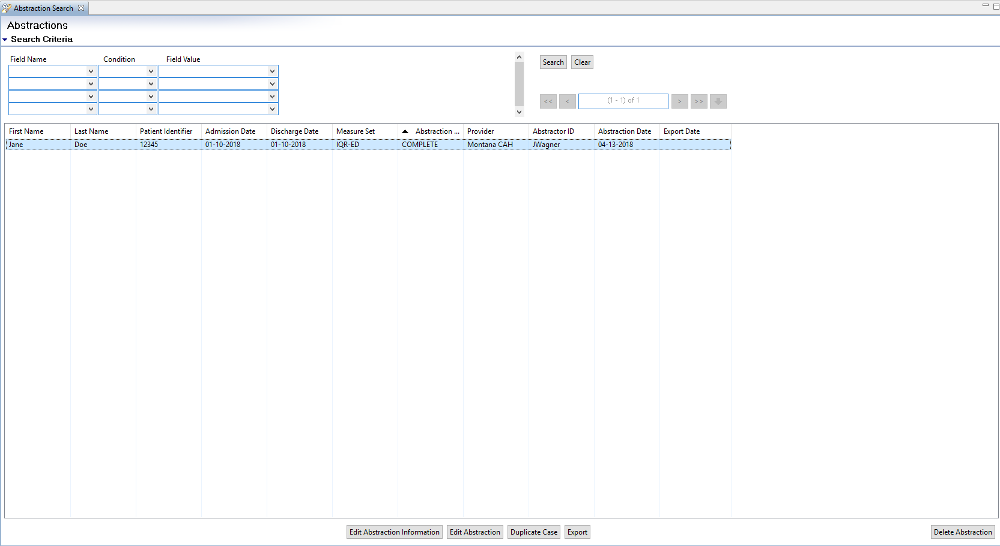 Abstraction Search
Abstractions
Search Criteria
Field Name Condition Field Value
Search Clear
<< < (1 - 1) of 1 > >>
First Name Last Name Patient Identifier Admission Date Discharge Date Measure Set Abstraction ... Provider Abstractor ID Abstraction Date Export Date
Jane Doe 12345 01-10-2018 01-10-2018 IQR-ED COMPLETE Montana CAH JWagner 04-13-2018
Edit Abstraction Information Edit Abstraction Duplicate Case Export Delete Abstraction